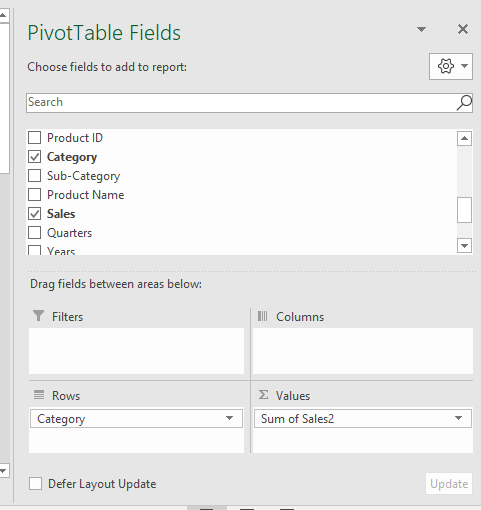 PivotTable Fields
Choose fields to add to report:
Search
Product ID
Category
Sub-Category
Product Name
Sales
Quarters
Years
Drag fields between areas below:
Filters
Columns
Rows
Σ Values
Category
Sum of Sales2
Defer Layout Update
Update